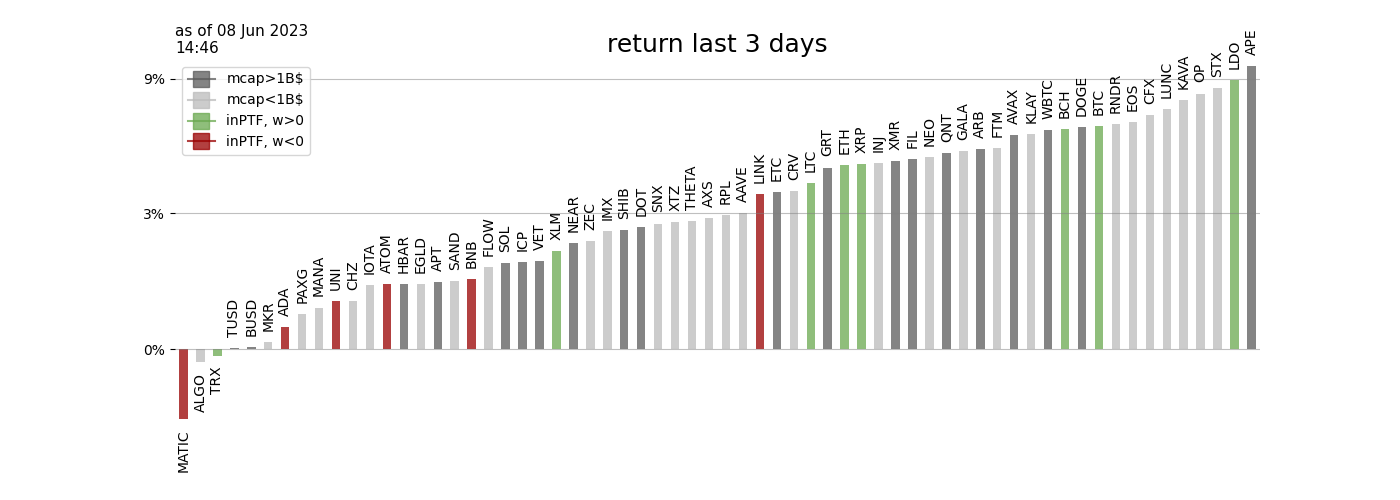 as of 08 Jun 2023
14:46
return last 3 days
mcap>1B$
mcap<1B$
inPTF, w>0
inPTF, w<0
9%
3%
0%
MATIC
ALGO
TRX
TUSD
BUSD
MKR
ADA
PAXG
MANA
UNI
CHZ
IOTA
ATOM
HBAR
EGLD
APT
SAND
BNB
FLOW
SOL
ICP
VET
XLM
NEAR
ZEC
IMX
SHIB
DOT
SNX
XTZ
THETA
AXS
RPL
AAVE
LINK
ETC
CRV
LTC
GRT
ETH
XRP
INJ
XMR
FIL
NEO
QNT
GALA
ARB
FTM
AVAX
KLAY
WBTC
BCH
DOGE
BTC
RNDR
EOS
CFX
LUNC
KAVA
OP
STX
LDO
APE